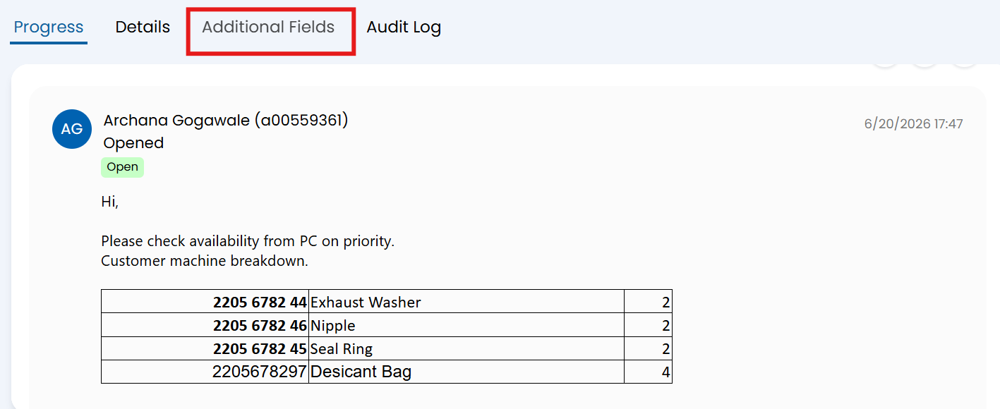 Progress Details Additional Fields Audit Log
AG
Archana Gogawale (a00559361)
6/20/2026 17:47
Opened
Open
Hi,
Please check availability from PC on priority.
Customer machine breakdown.
2205 6782 44 Exhaust Washer 2
2205 6782 46 Nipple 2
2205 6782 45 Seal Ring 2
2205678297 Desicant Bag 4